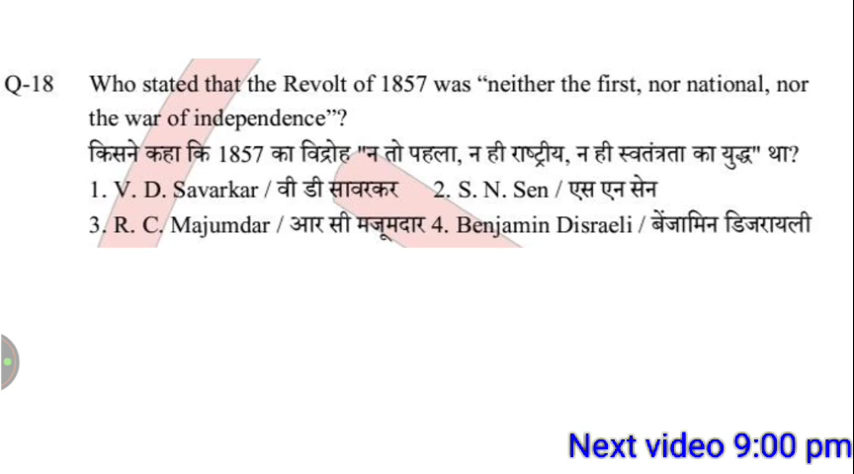 Q-18 Who stated that the Revolt of 1857 was “neither the first, nor national, nor
the war of independence”?
किसने कहा कि 1857 का विद्रोह "न तो पहला, न ही राष्ट्रीय, न ही स्वतंत्रता का युद्ध" था?
1. V. D. Savarkar / वी डी सावरकर 2. S. N. Sen / एस एन सेन
3. R. C. Majumdar / आर सी मजूमदार 4. Benjamin Disraeli / बेंजामिन डिजरायली
Next video 9:00 pm